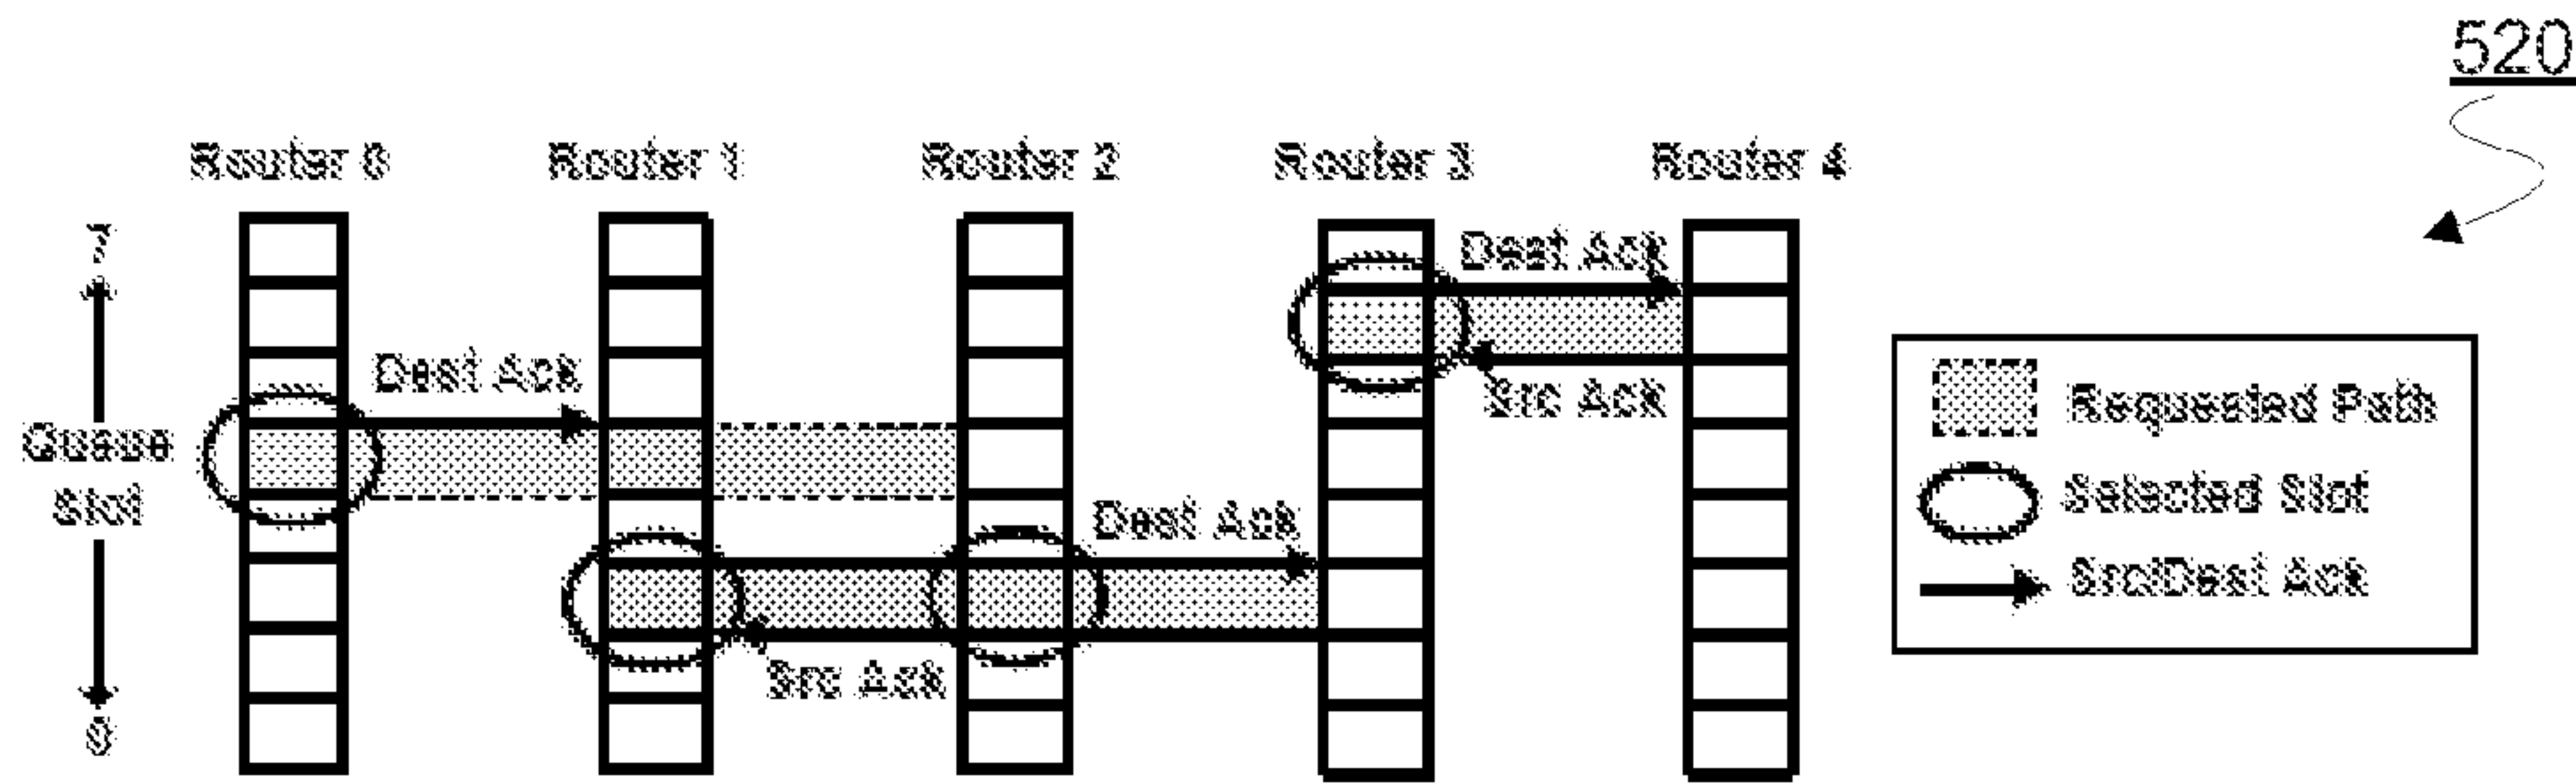 520
Router 0
Router 1
Router 2
Router 3
Router 4
7
Queue
Slot
0
Dest Ack
Dest Ack
Src Ack
Dest Ack
Src Ack
Requested Path
Selected Slot
Src/Dest Ack